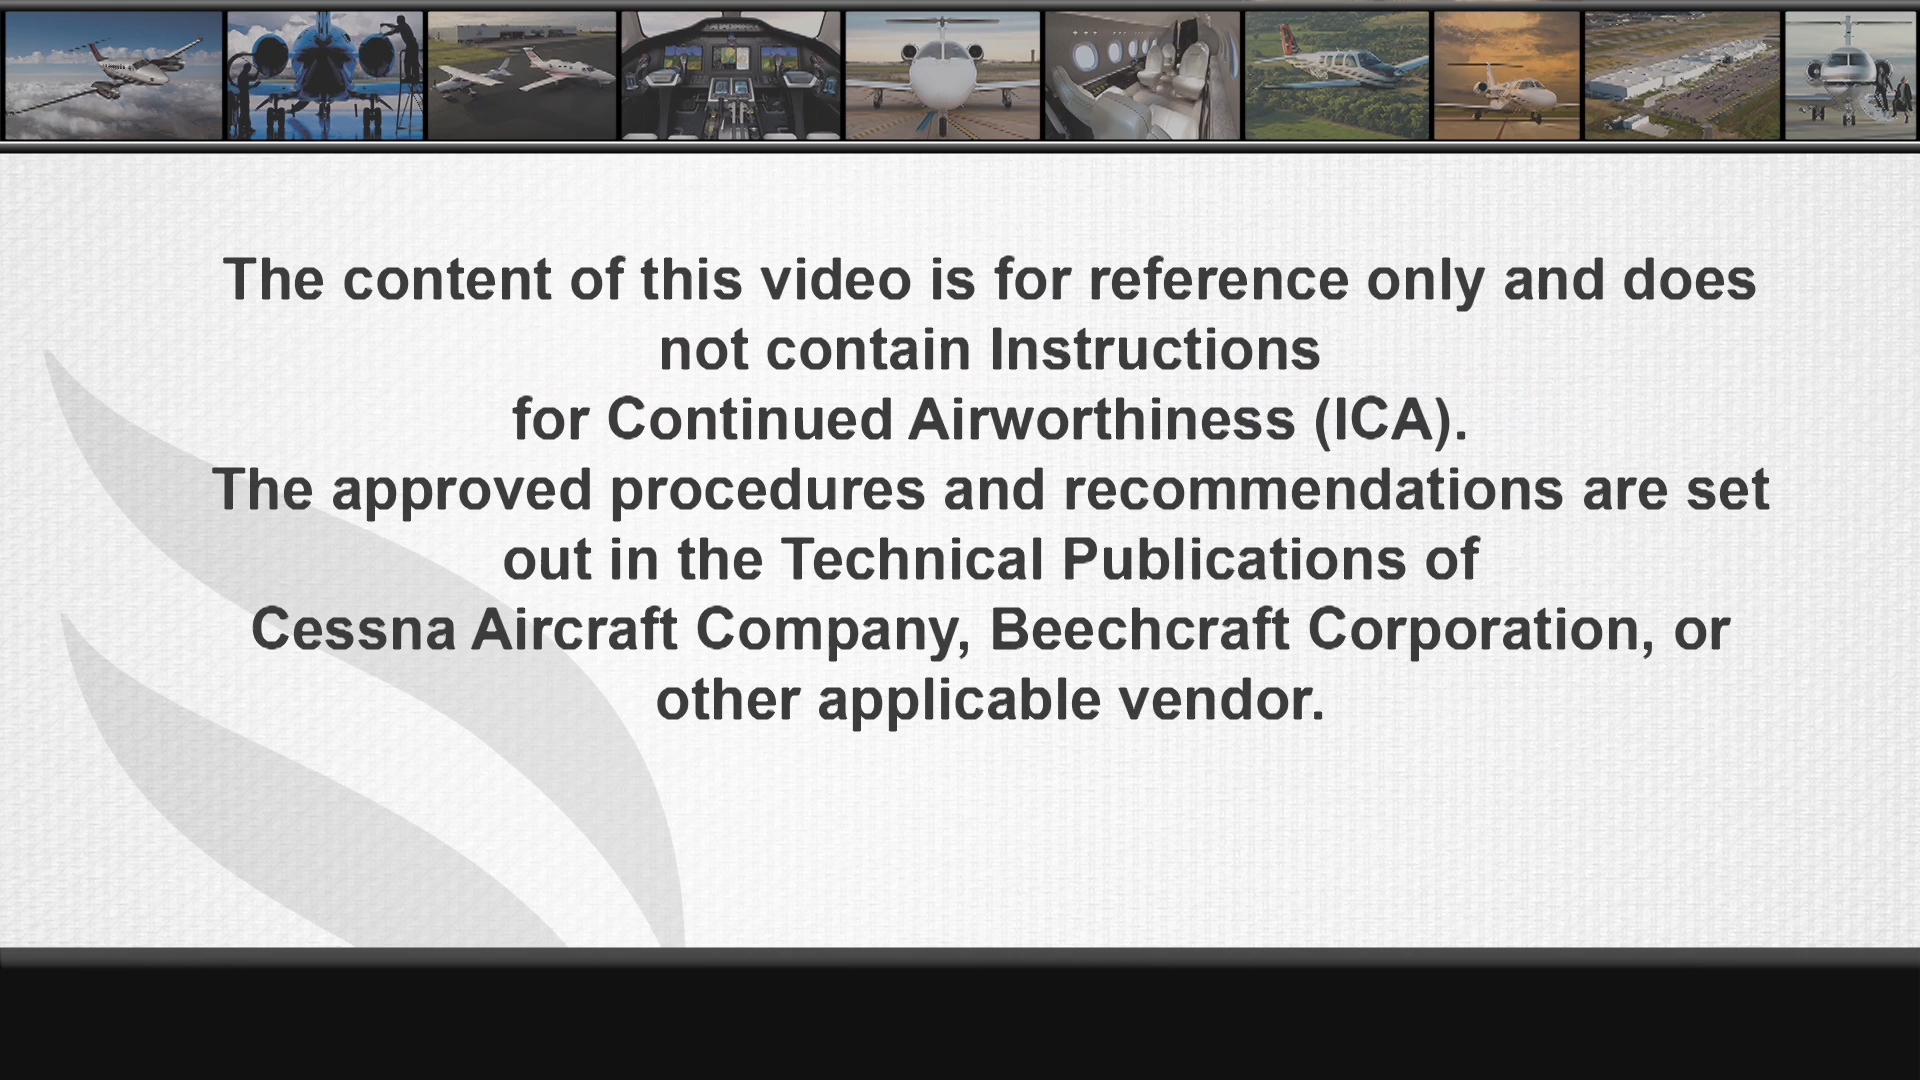 The content of this video is for reference only and does
not contain Instructions
for Continued Airworthiness (ICA).
The approved procedures and recommendations are set
out in the Technical Publications of
Cessna Aircraft Company, Beechcraft Corporation, or
other applicable vendor.